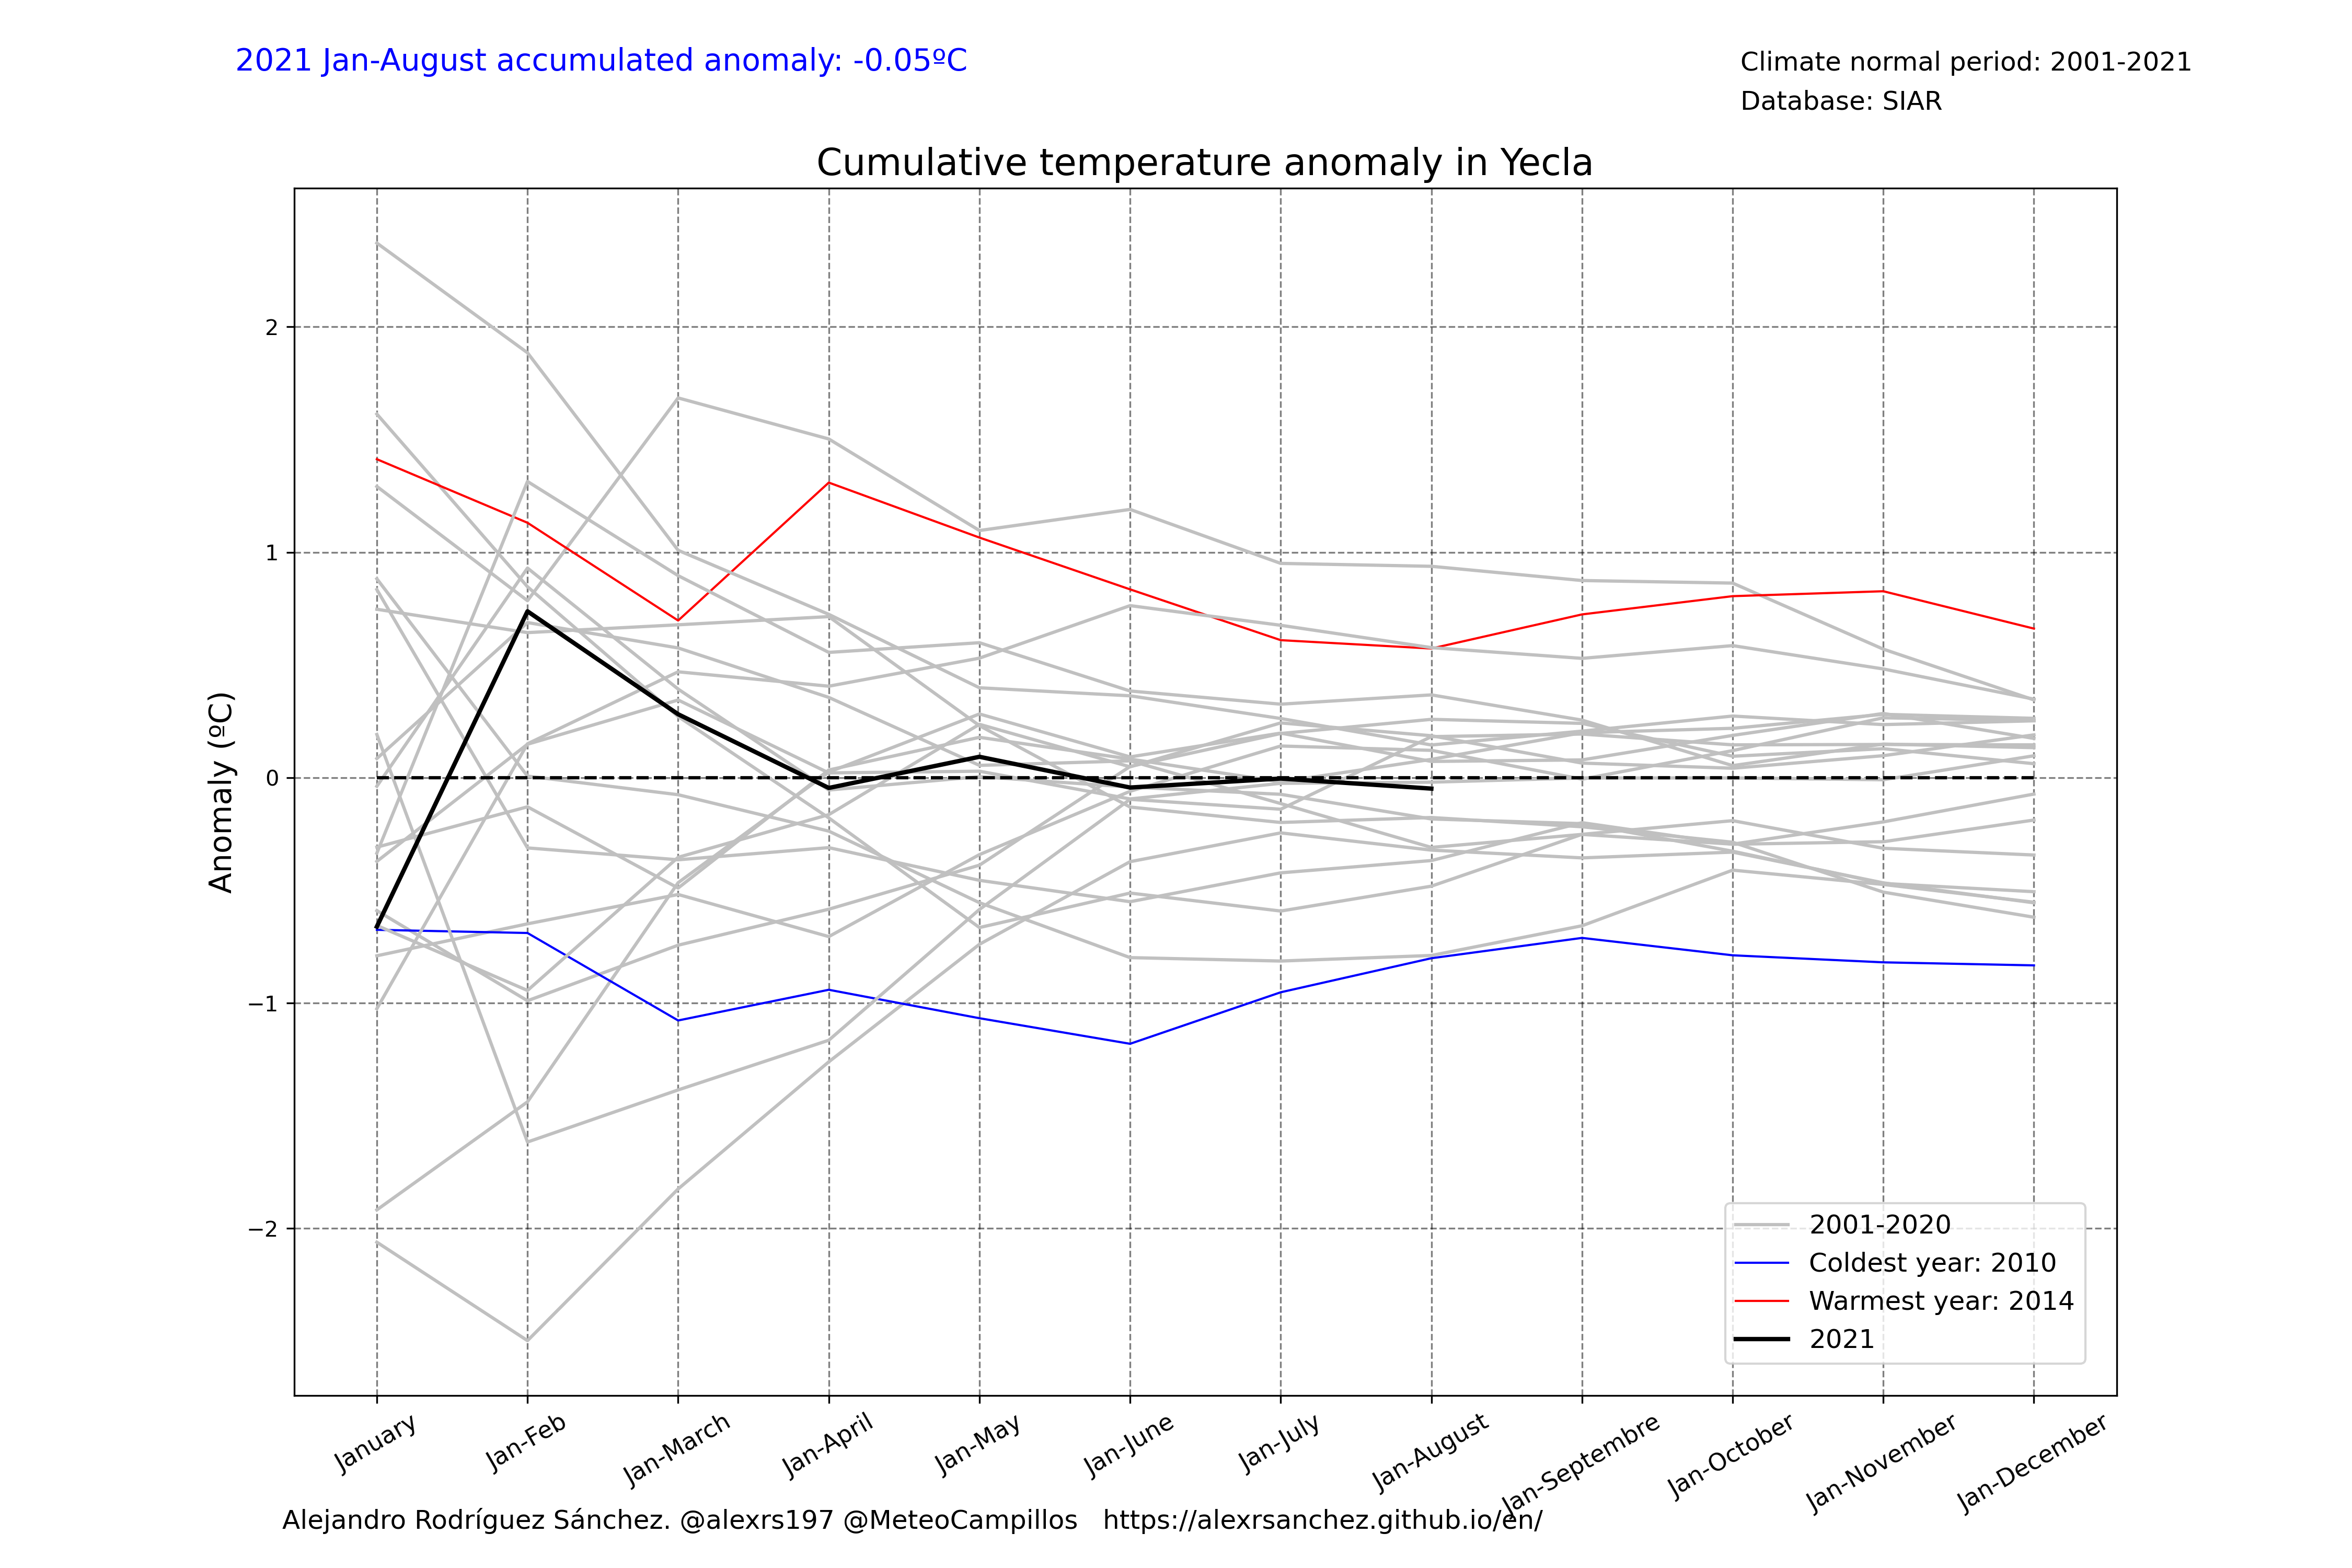 2021 Jan-August accumulated anomaly: -0.05ºC
Climate normal period: 2001-2021
Database: SIAR
Cumulative temperature anomaly in Yecla
Anomaly (ºC)
2
1
0
−1
−2
2001-2020
Coldest year: 2010
Warmest year: 2014
2021
January
Jan-Feb
Jan-March
Jan-April
Jan-May
Jan-June
Jan-July
Jan-August
Jan-Septembre
Jan-October
Jan-November
Jan-December
Alejandro Rodríguez Sánchez. @alexrs197 @MeteoCampillos https://alexrsanchez.github.io/en/